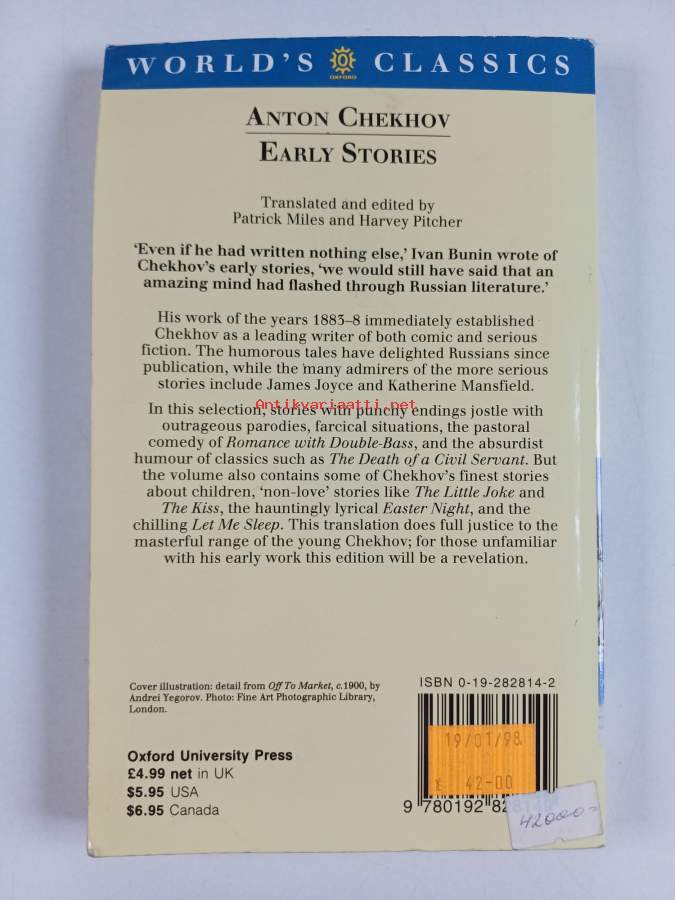 WORLD'S OXFORD CLASSICS
ANTON CHEKHOV
EARLY STORIES
Translated and edited by
Patrick Miles and Harvey Pitcher
‘Even if he had written nothing else,’ Ivan Bunin wrote of
Chekhov’s early stories, ‘we would still have said that an
amazing mind had flashed through Russian literature.’
His work of the years 1883–8 immediately established
Chekhov as a leading writer of both comic and serious
fiction. The humorous tales have delighted Russians since
publication, while the many admirers of the more serious
stories include James Joyce and Katherine Mansfield.
Antikvariaatti.net
In this selection, stories with punchy endings jostle with
outrageous parodies, farcical situations, the pastoral
comedy of Romance with Double-Bass, and the absurdist
humour of classics such as The Death of a Civil Servant. But
the volume also contains some of Chekhov’s finest stories
about children, ‘non-love’ stories like The Little Joke and
The Kiss, the hauntingly lyrical Easter Night, and the
chilling Let Me Sleep. This translation does full justice to the
masterful range of the young Chekhov; for those unfamiliar
with his early work this edition will be a revelation.
Cover illustration: detail from Off To Market, c.1900, by
Andrei Yegorov. Photo: Fine Art Photographic Library,
London.
Oxford University Press
£4.99 net in UK
$5.95 USA
$6.95 Canada
ISBN 0-19-282814-2
19/01/98
42-00
9 780192 828149
42000-